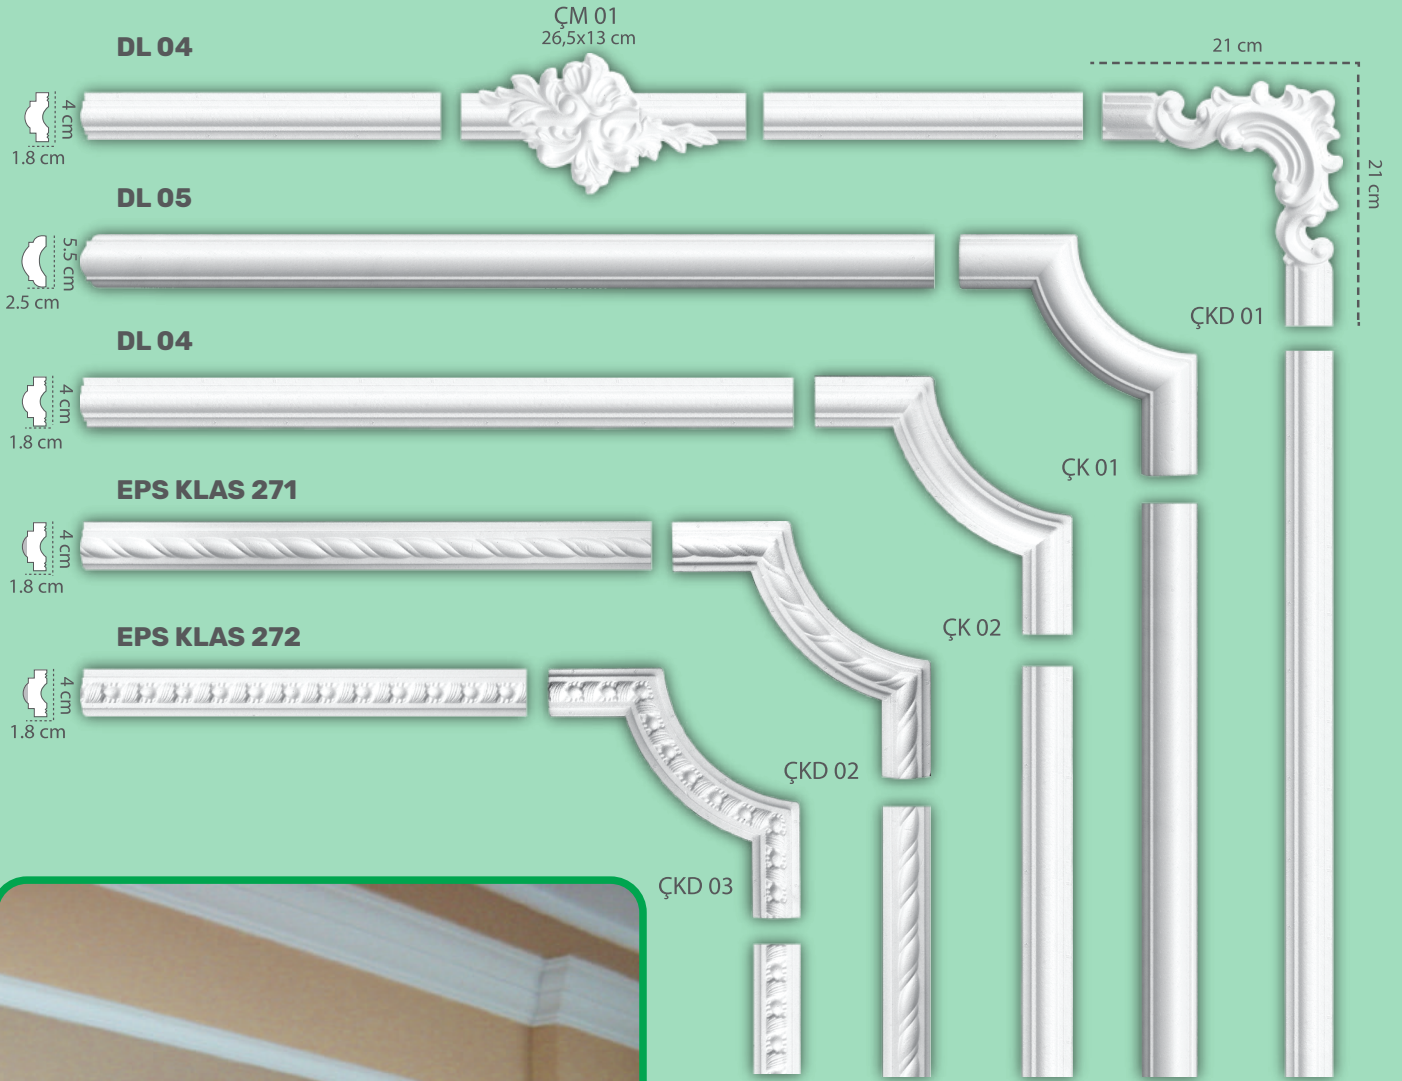 ÇM 01
26,5x13 cm
DL 04
21 cm
4 cm
1.8 cm
21 cm
DL 05
5.5 cm
2.5 cm
ÇKD 01
DL 04
4 cm
1.8 cm
ÇK 01
EPS KLAS 271
4 cm
1.8 cm
ÇK 02
EPS KLAS 272
4 cm
1.8 cm
ÇKD 02
ÇKD 03